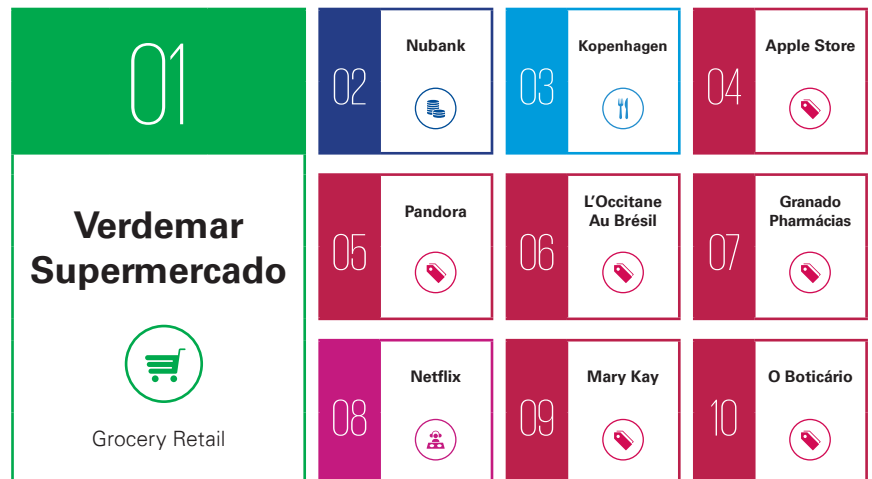 01
Verdemar
Supermercado
Grocery Retail
02
Nubank
03
Kopenhagen
04
Apple Store
05
Pandora
06
L’Occitane
Au Brésil
07
Granado
Pharmácias
08
Netflix
09
Mary Kay
10
O Boticário